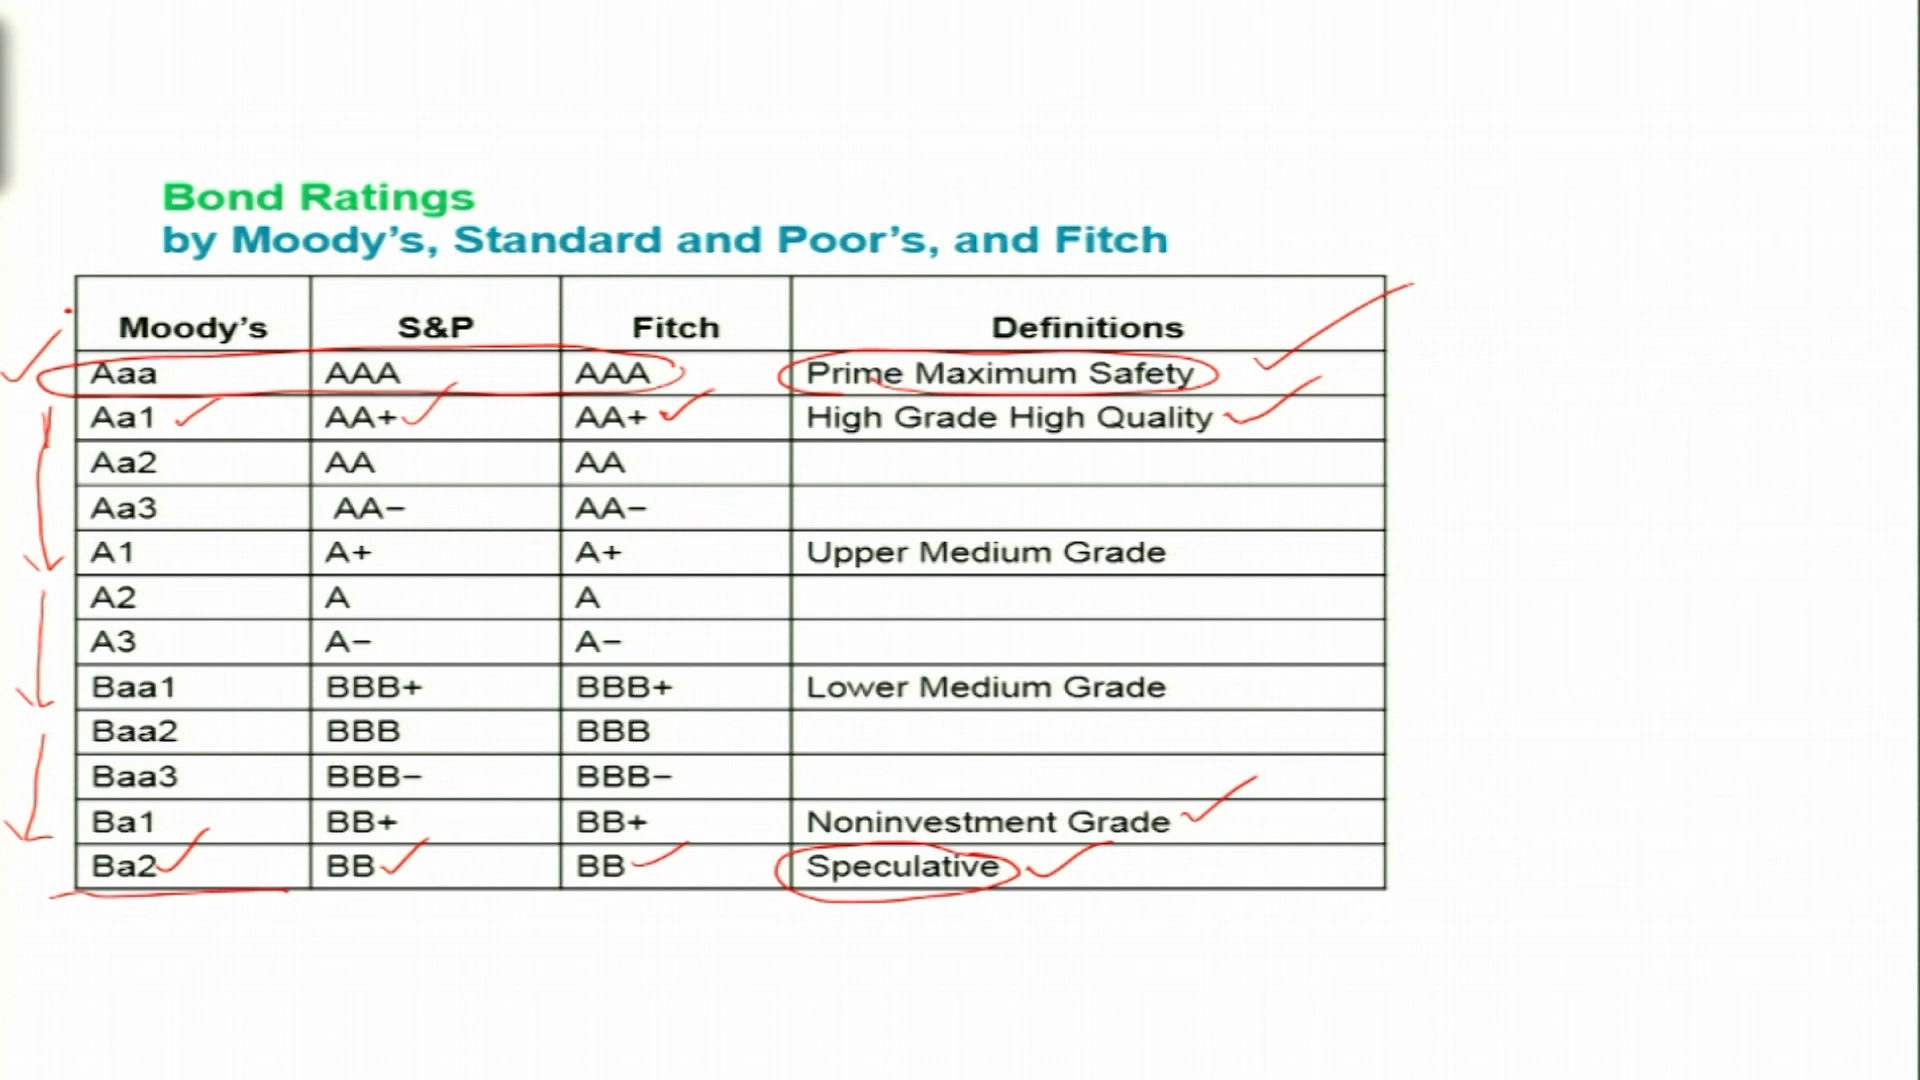 Bond Ratings
by Moody's, Standard and Poor's, and Fitch
Moody's S&P Fitch Definitions
Aaa AAA AAA Prime Maximum Safety
Aa1 AA+ AA+ High Grade High Quality
Aa2 AA AA
Aa3 AA− AA−
A1 A+ A+ Upper Medium Grade
A2 A A
A3 A− A−
Baa1 BBB+ BBB+ Lower Medium Grade
Baa2 BBB BBB
Baa3 BBB− BBB−
Ba1 BB+ BB+ Noninvestment Grade
Ba2 BB BB Speculative